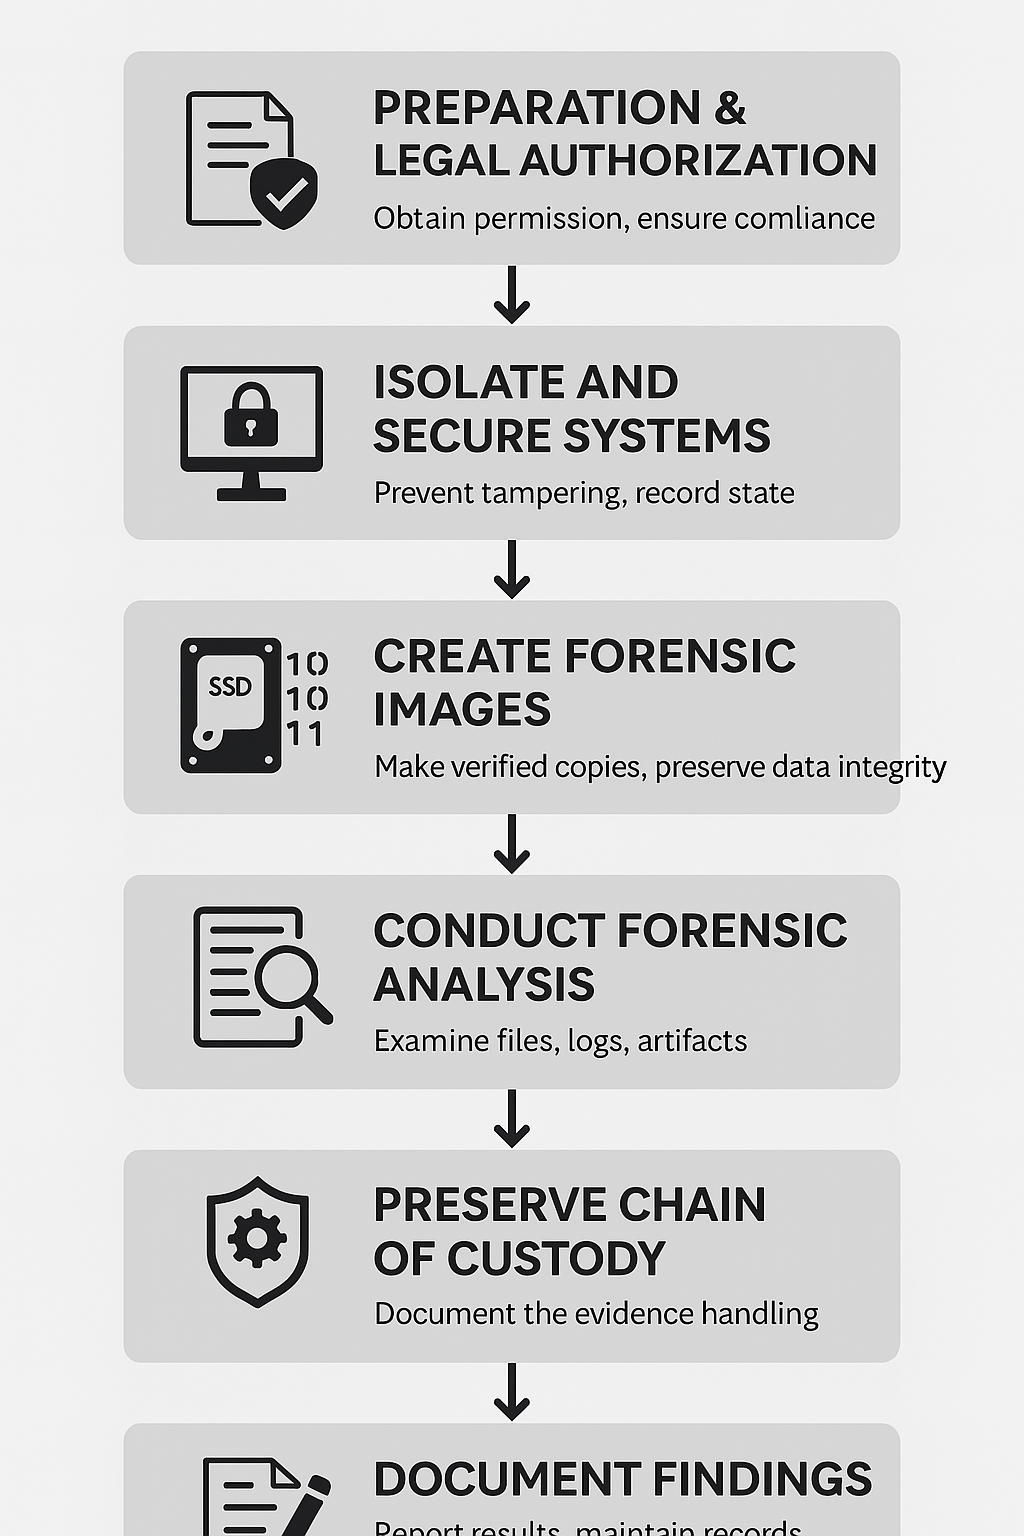 PREPARATION &
LEGAL AUTHORIZATION
Obtain permission, ensure comliance
ISOLATE AND
SECURE SYSTEMS
Prevent tampering, record state
SSD
10
10
11
CREATE FORENSIC
IMAGES
Make verified copies, preserve data integrity
CONDUCT FORENSIC
ANALYSIS
Examine files, logs, artifacts
PRESERVE CHAIN
OF CUSTODY
Document the evidence handling
DOCUMENT FINDINGS
Report results, maintain records